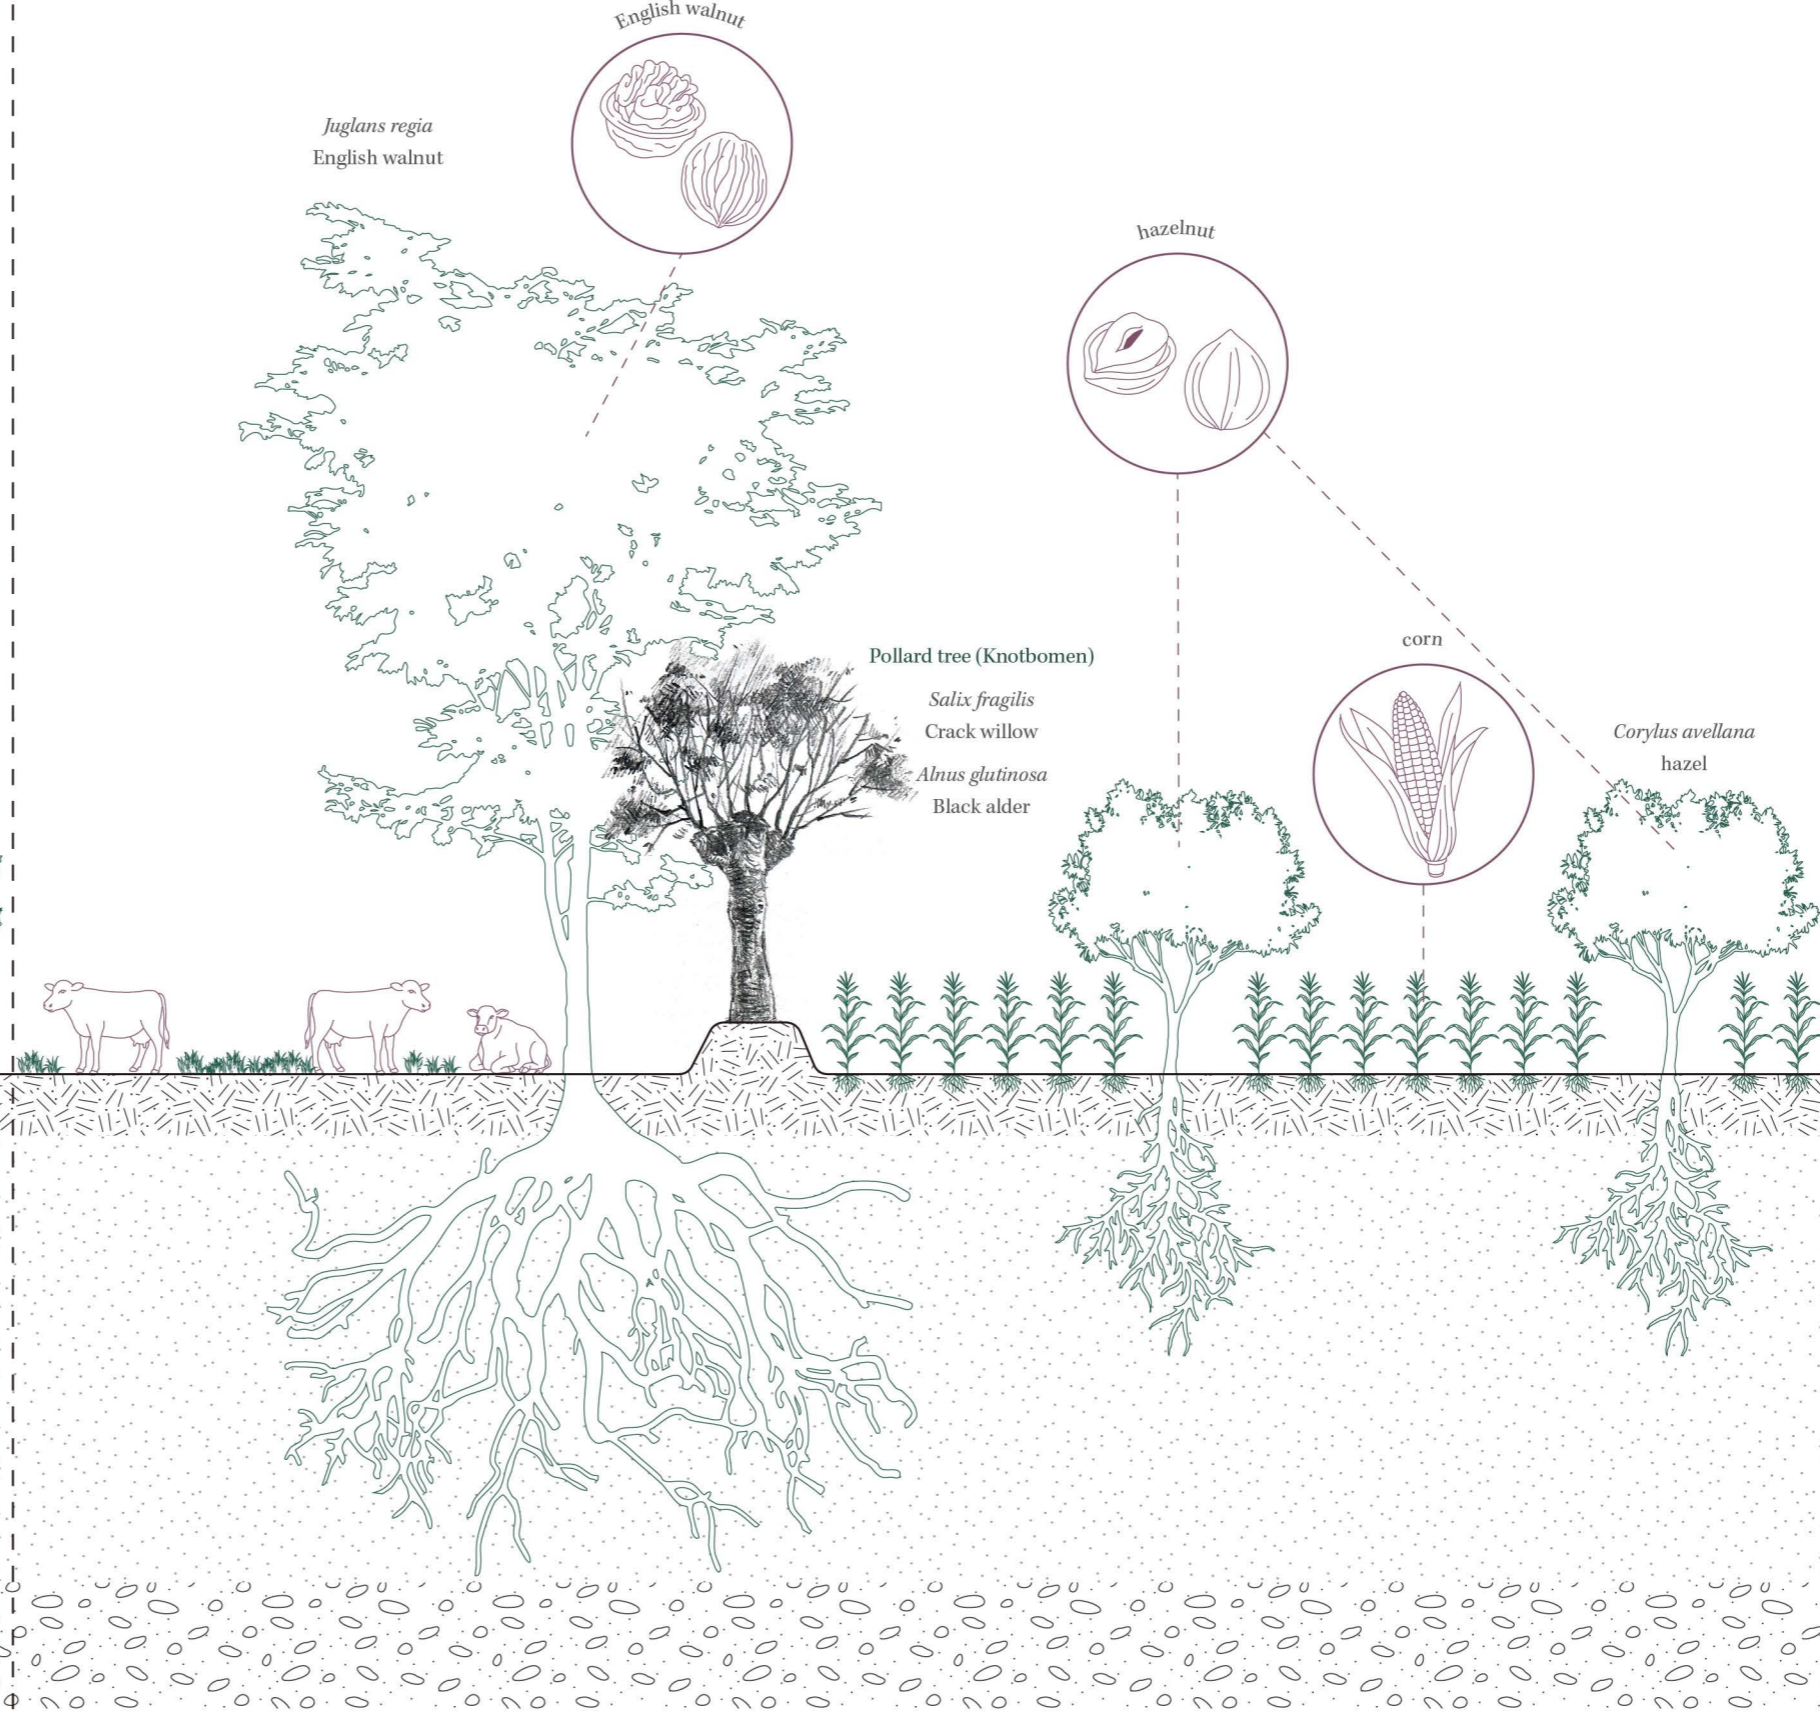 English walnut
Juglans regia
English walnut
hazelnut
corn
Pollard tree (Knotbomen)
Salix fragilis
Crack willow
Alnus glutinosa
Black alder
Corylus avellana
hazel